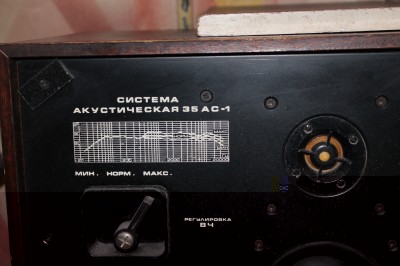 СИСТЕМА
АКУСТИЧЕСКАЯ 35 АС-1
МИН. НОРМ. МАКС.
РЕГУЛИРОВКА
ВЧ